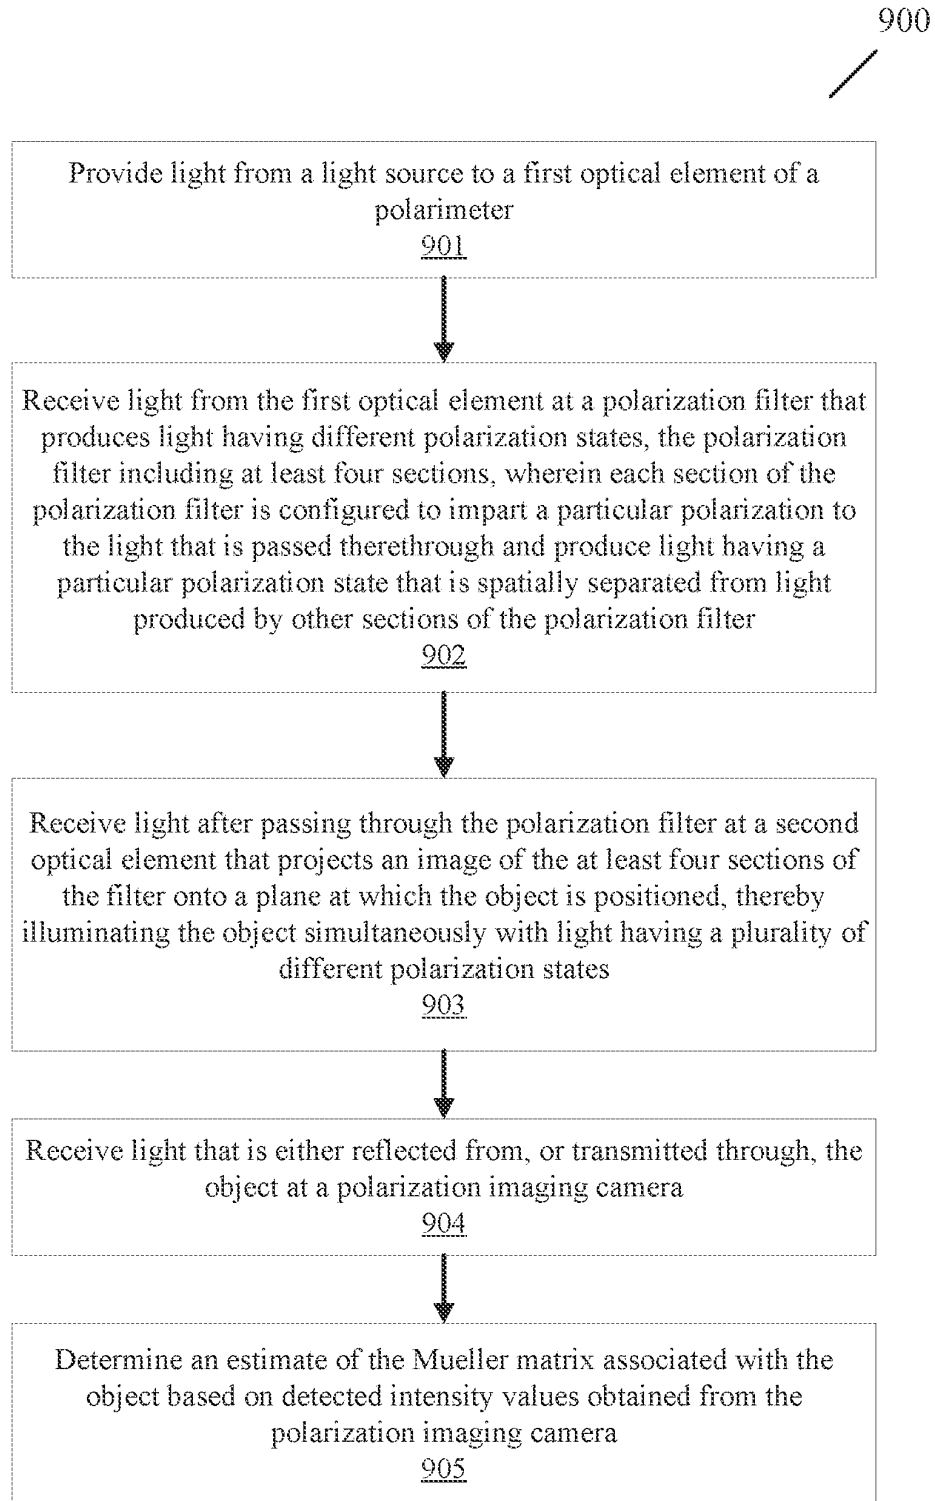 900
Provide light from a light source to a first optical element of a
polarimeter
901
Receive light from the first optical element at a polarization filter that
produces light having different polarization states, the polarization
filter including at least four sections, wherein each section of the
polarization filter is configured to impart a particular polarization to
the light that is passed therethrough and produce light having a
particular polarization state that is spatially separated from light
produced by other sections of the polarization filter
902
Receive light after passing through the polarization filter at a second
optical element that projects an image of the at least four sections of
the filter onto a plane at which the object is positioned, thereby
illuminating the object simultaneously with light having a plurality of
different polarization states
903
Receive light that is either reflected from, or transmitted through, the
object at a polarization imaging camera
904
Determine an estimate of the Mueller matrix associated with the
object based on detected intensity values obtained from the
polarization imaging camera
905